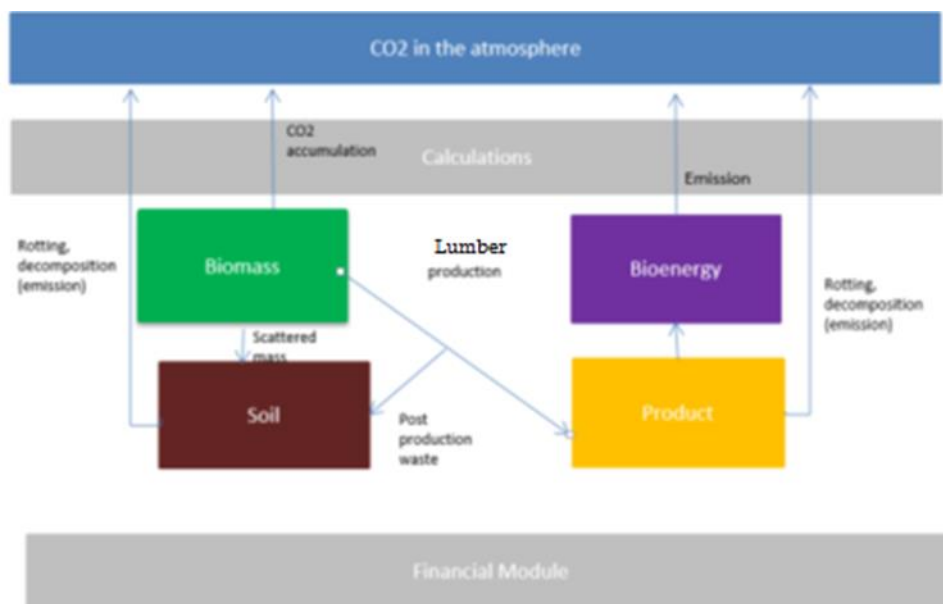 CO2 in the atmosphere
CO2
accumulation
Calculations
Emission
Rotting,
decomposition
(emission)
Biomass
Lumber
production
Bioenergy
Rotting,
decomposition
(emission)
Scattered
mass
Soil
Post
production
waste
Product
Financial Module